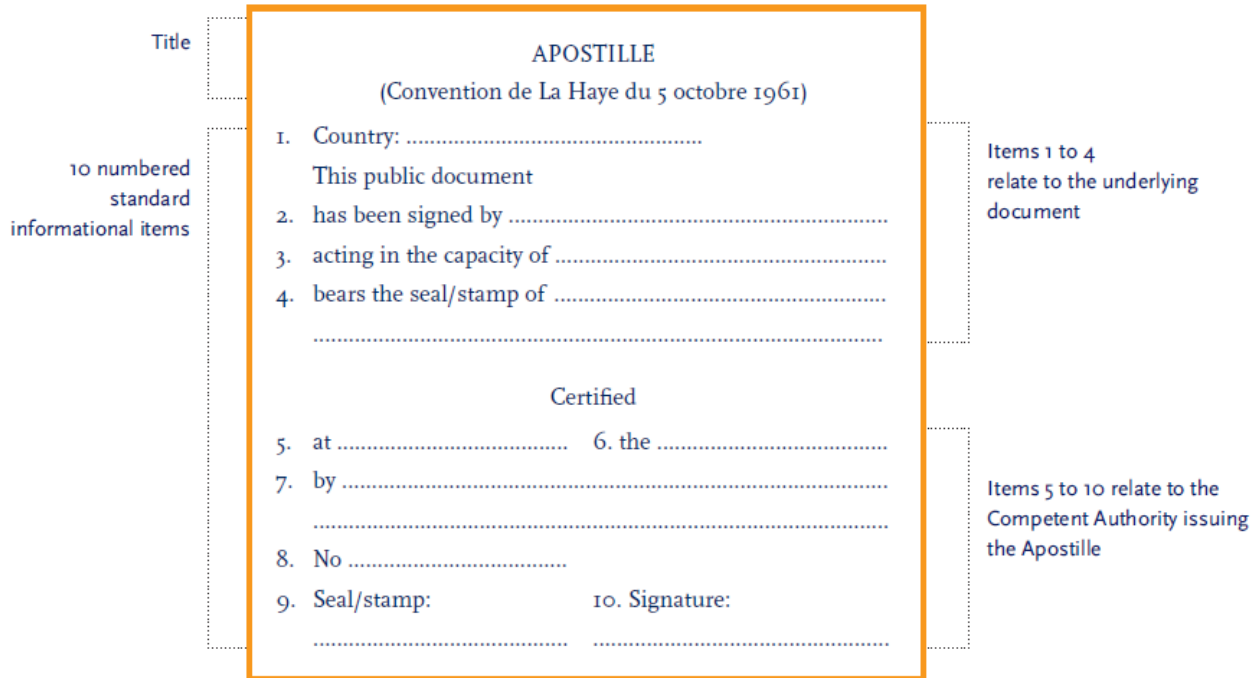 Title
APOSTILLE
(Convention de La Haye du 5 octobre 1961)
10 numbered
standard
informational items
1. Country: ....................................................
This public document
2. has been signed by ..................................................................
3. acting in the capacity of ..........................................................
4. bears the seal/stamp of ..........................................................
....................................................................................................
Items 1 to 4
relate to the underlying
document
Certified
5. at ........................................ 6. the ........................................
7. by ...............................................................................................
....................................................................................................
8. No ......................................
9. Seal/stamp: 10. Signature:
............................................. ....................................................
Items 5 to 10 relate to the
Competent Authority issuing
the Apostille